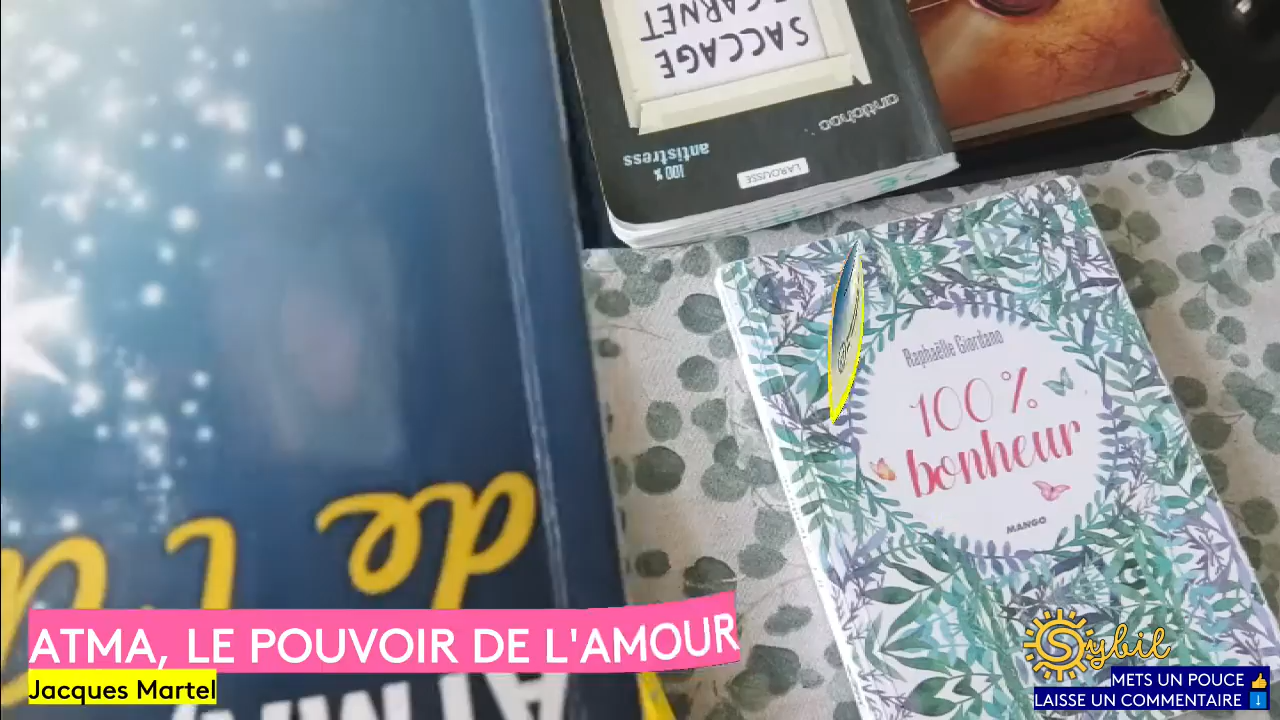 SACCAGE
CARNET
antichoc
100 %
antistress
LAROUSSE
Raphaëlle Giordano
100 %
bonheur
MANGO
de
ATMA, LE POUVOIR DE L'AMOUR
Jacques Martel
Sybil
METS UN POUCE 👍
LAISSE UN COMMENTAIRE ⬇️